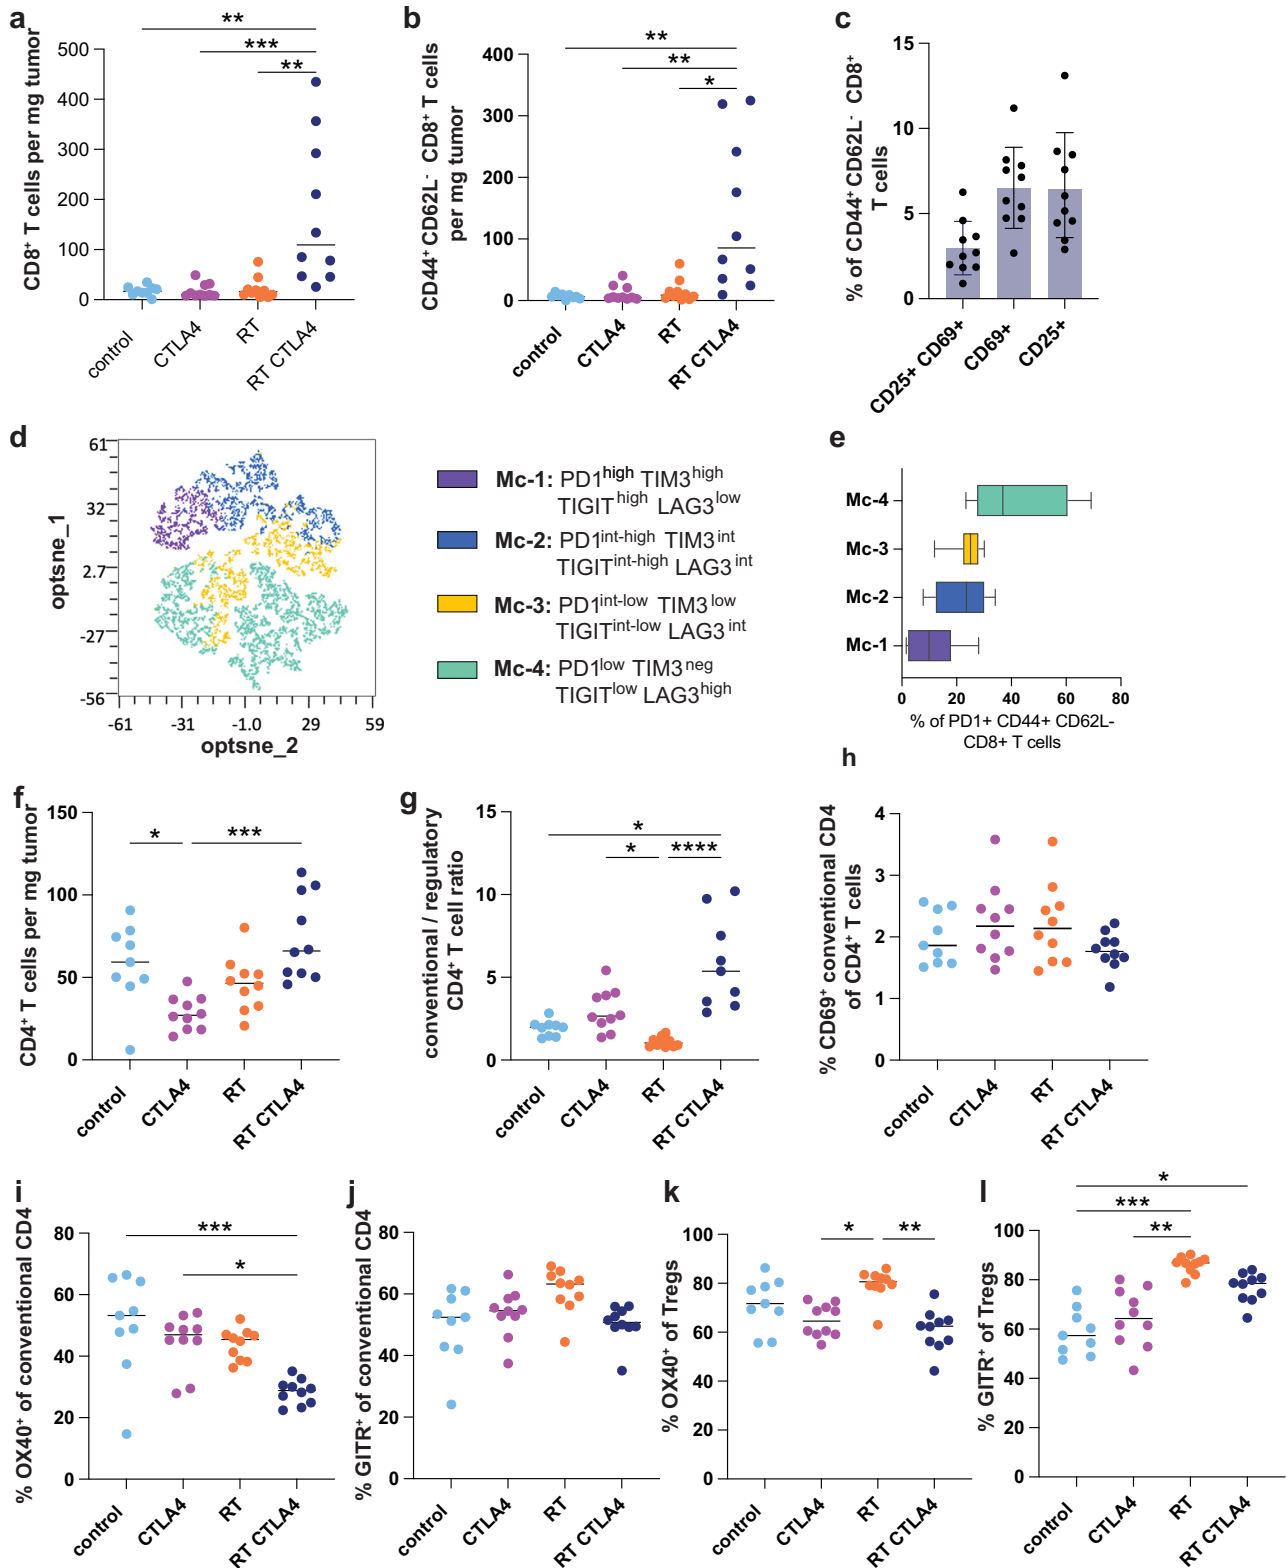 a
**
***
**
CD8+ T cells per mg tumor
500
400
300
200
100
0
control
CTLA4
RT
RT CTLA4
b
**
**
*
CD44+ CD62L- CD8+ T cells
per mg tumor
400
300
200
100
0
control
CTLA4
RT
RT CTLA4
c
% of CD44+ CD62L- CD8+
T cells
15
10
5
0
CD25+ CD69+
CD69+
CD25+
d
optsne_1
61
32
2.7
-27
-56
-61
-31
-1.0
29
59
optsne_2
Mc-1: PD1high TIM3high
TIGIThigh LAG3low
Mc-2: PD1int-high TIM3int
TIGITint-high LAG3int
Mc-3: PD1int-low TIM3low
TIGITint-low LAG3int
Mc-4: PD1low TIM3neg
TIGITlow LAG3high
e
Mc-4
Mc-3
Mc-2
Mc-1
0
20
40
60
80
% of PD1+ CD44+ CD62L-
CD8+ T cells
f
*
***
CD4+ T cells per mg tumor
150
100
50
0
control
CTLA4
RT
RT CTLA4
g
*
*
****
conventional / regulatory
CD4+ T cell ratio
15
10
5
0
control
CTLA4
RT
RT CTLA4
h
% CD69+ conventional CD4
of CD4+ T cells
4
3
2
1
0
control
CTLA4
RT
RT CTLA4
i
***
*
% OX40+ of conventional CD4
80
60
40
20
0
control
CTLA4
RT
RT CTLA4
j
% GITR+ of conventional CD4
80
60
40
20
0
control
CTLA4
RT
RT CTLA4
k
*
**
% OX40+ of Tregs
100
80
60
40
20
0
control
CTLA4
RT
RT CTLA4
l
*
***
**
% GITR+ of Tregs
100
80
60
40
20
0
control
CTLA4
RT
RT CTLA4